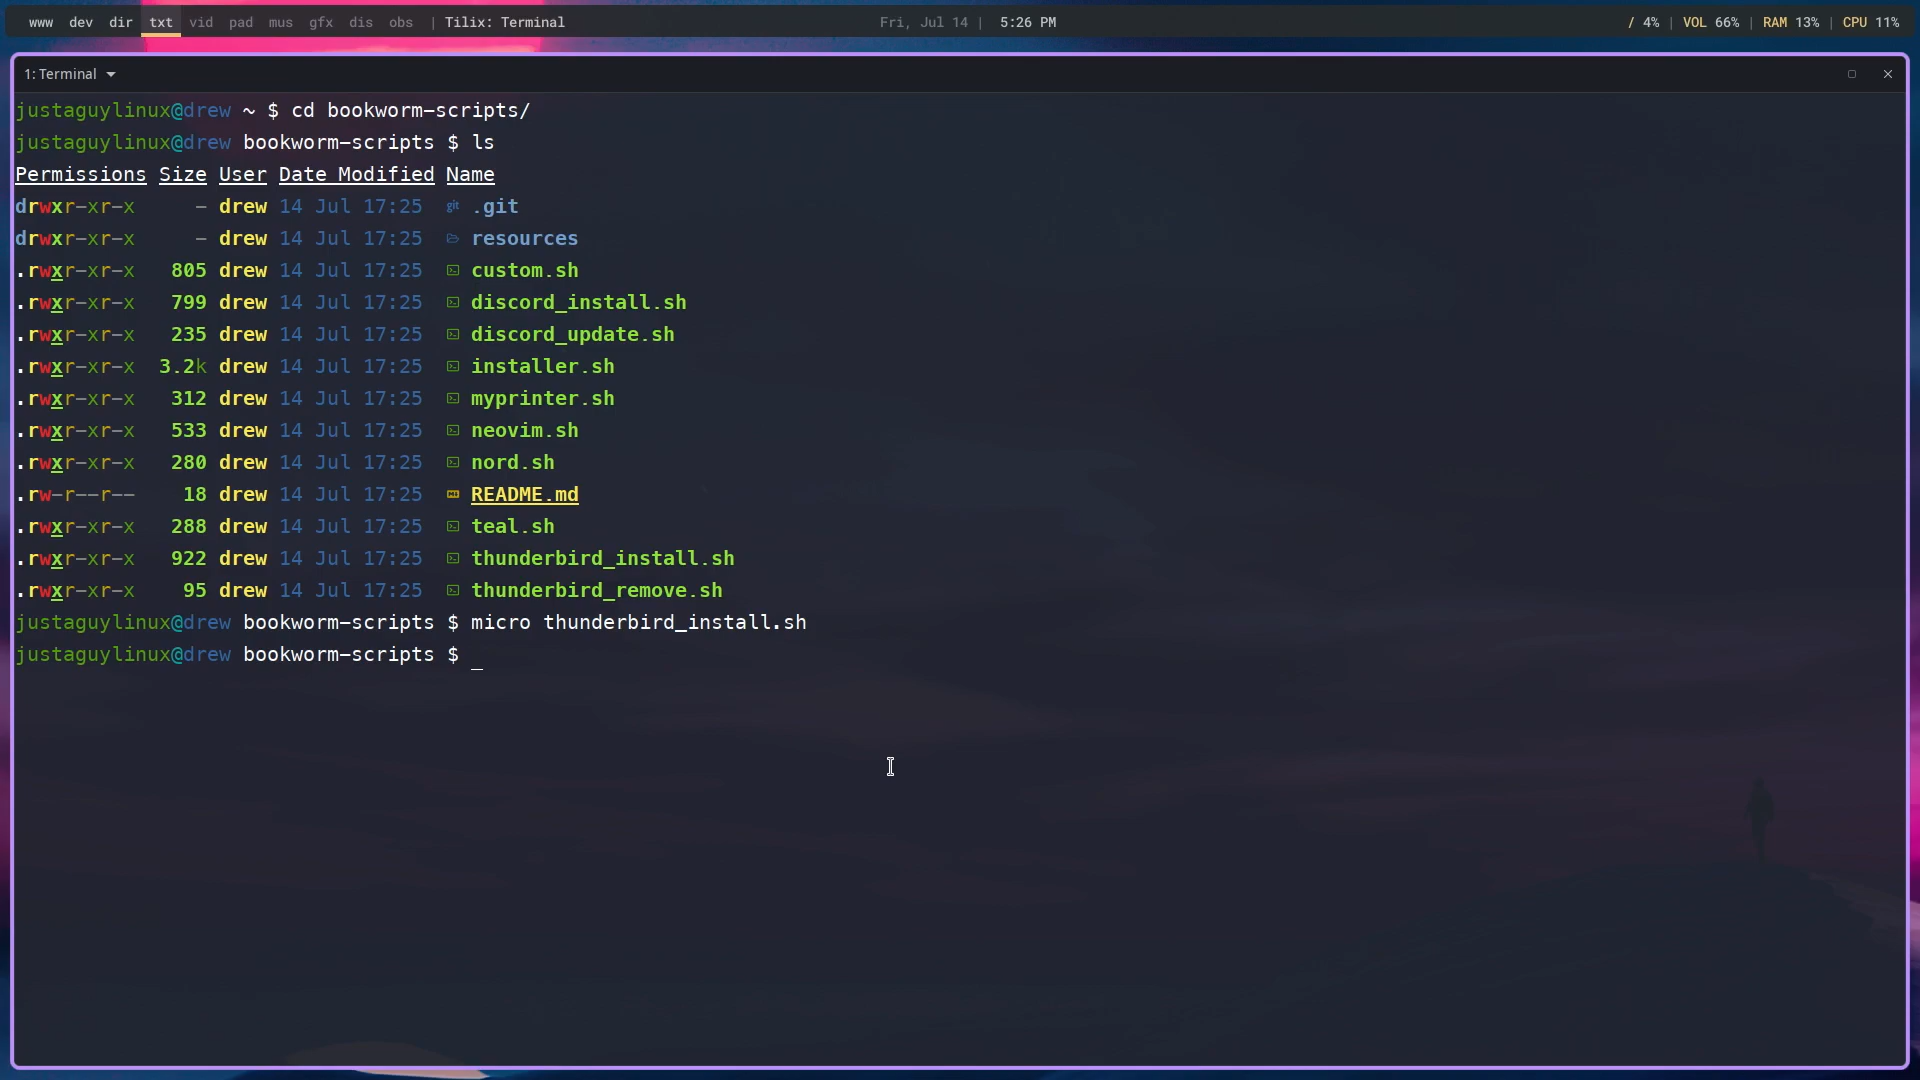 www dev dir txt vid pad mus gfx dis obs | Tilix: Terminal Fri, Jul 14 | 5:26 PM / 4% | VOL 66% | RAM 13% | CPU 11%
1: Terminal
justaguylinux@drew ~ $ cd bookworm-scripts/
justaguylinux@drew bookworm-scripts $ ls
Permissions Size User Date Modified Name
drwxr-xr-x - drew 14 Jul 17:25 git .git
drwxr-xr-x - drew 14 Jul 17:25 resources
.rwxr-xr-x 805 drew 14 Jul 17:25 custom.sh
.rwxr-xr-x 799 drew 14 Jul 17:25 discord_install.sh
.rwxr-xr-x 235 drew 14 Jul 17:25 discord_update.sh
.rwxr-xr-x 3.2k drew 14 Jul 17:25 installer.sh
.rwxr-xr-x 312 drew 14 Jul 17:25 myprinter.sh
.rwxr-xr-x 533 drew 14 Jul 17:25 neovim.sh
.rwxr-xr-x 280 drew 14 Jul 17:25 nord.sh
.rw-r--r-- 18 drew 14 Jul 17:25 README.md
.rwxr-xr-x 288 drew 14 Jul 17:25 teal.sh
.rwxr-xr-x 922 drew 14 Jul 17:25 thunderbird_install.sh
.rwxr-xr-x 95 drew 14 Jul 17:25 thunderbird_remove.sh
justaguylinux@drew bookworm-scripts $ micro thunderbird_install.sh
justaguylinux@drew bookworm-scripts $ _